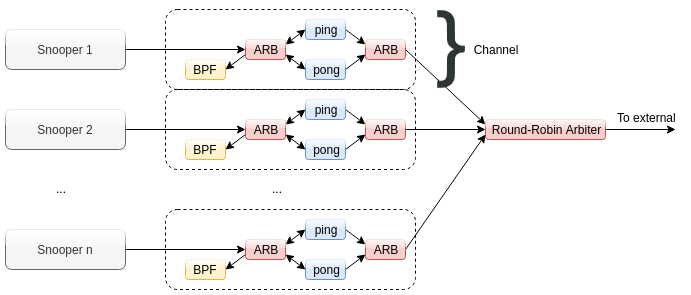 Snooper 1
ARB
BPF
ping
pong
ARB
Channel
Snooper 2
ARB
BPF
ping
pong
ARB
Round-Robin Arbiter
To external
...
...
Snooper n
ARB
BPF
ping
pong
ARB